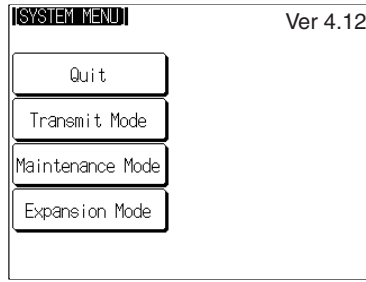 [SYSTEM MENU]
Ver 4.12
Quit
Transmit Mode
Maintenance Mode
Expansion Mode